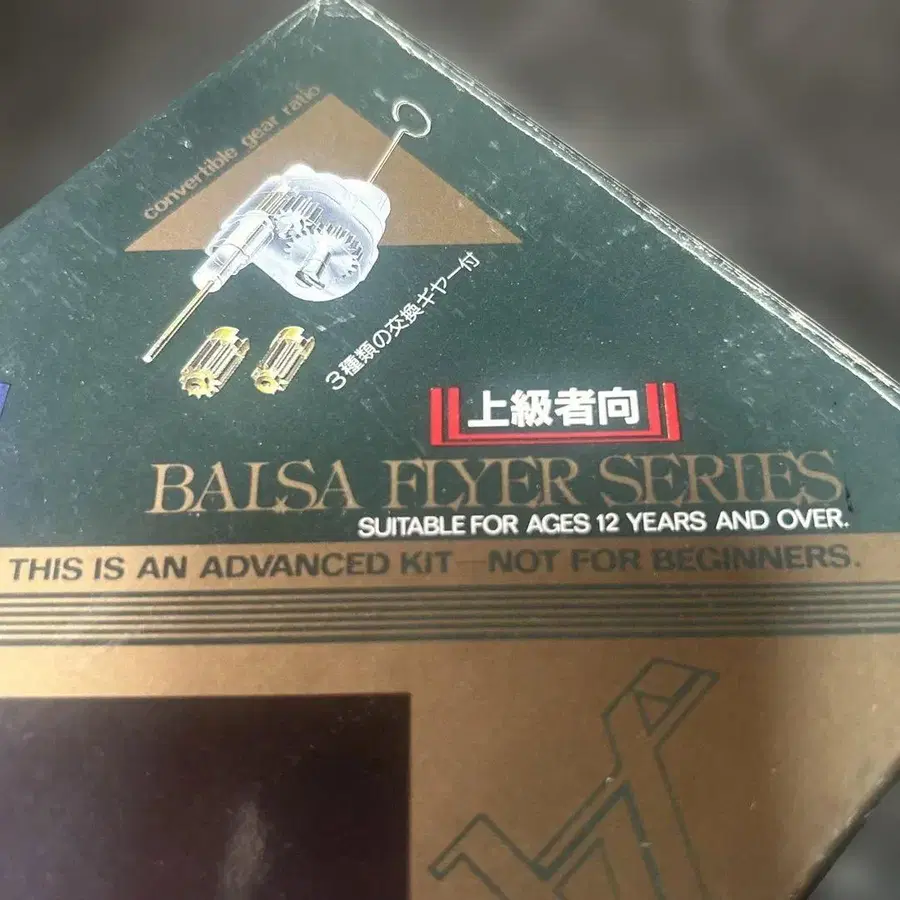 convertible gear ratio
3種類の交換ギヤー付
上級者向
BALSA FLYER SERIES
SUITABLE FOR AGES 12 YEARS AND OVER.
THIS IS AN ADVANCED KIT—NOT FOR BEGINNERS.